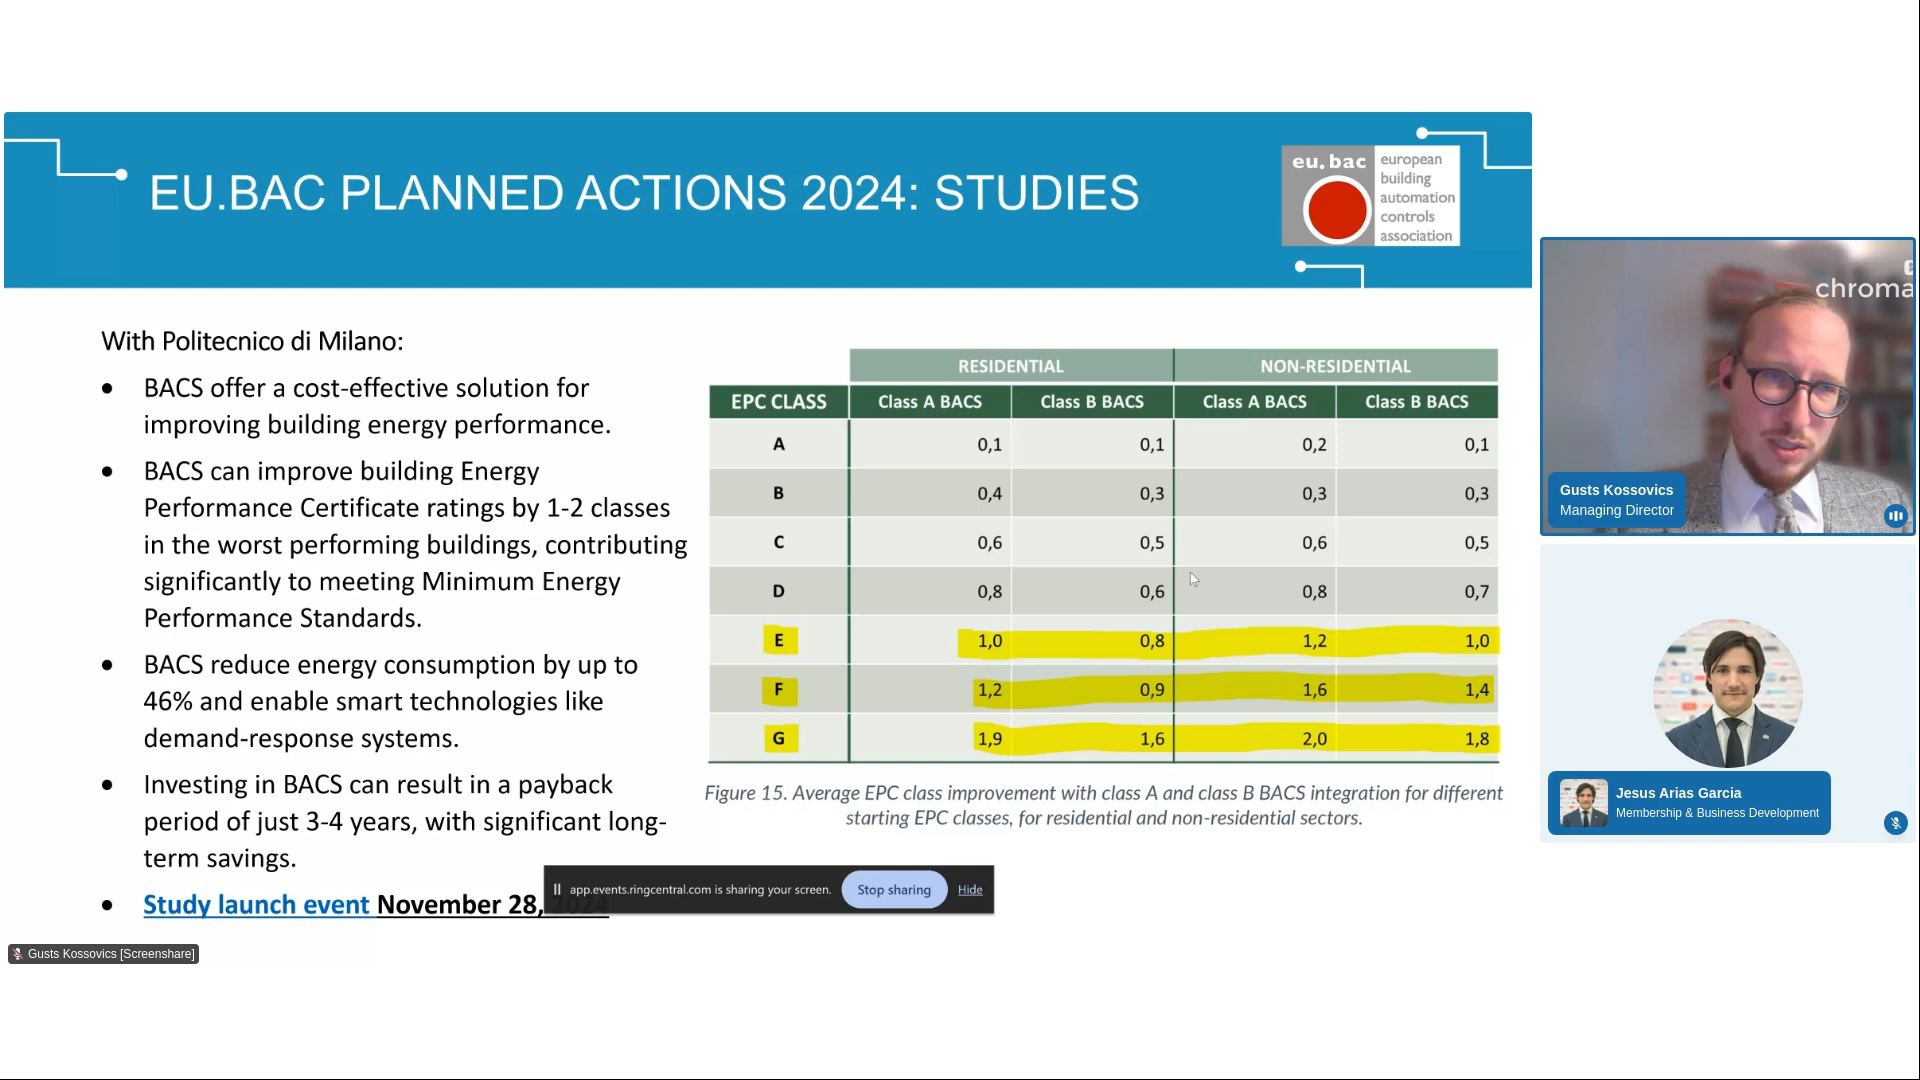 EU.BAC PLANNED ACTIONS 2024: STUDIES
eu.bac
european
building
automation
controls
association
With Politecnico di Milano:
• BACS offer a cost-effective solution for
improving building energy performance.
• BACS can improve building Energy
Performance Certificate ratings by 1-2 classes
in the worst performing buildings, contributing
significantly to meeting Minimum Energy
Performance Standards.
• BACS reduce energy consumption by up to
46% and enable smart technologies like
demand-response systems.
• Investing in BACS can result in a payback
period of just 3-4 years, with significant long-
term savings.
• Study launch event November 28, 2024
RESIDENTIAL NON-RESIDENTIAL
EPC CLASS Class A BACS Class B BACS Class A BACS Class B BACS
A 0,1 0,1 0,2 0,1
B 0,4 0,3 0,3 0,3
C 0,6 0,5 0,6 0,5
D 0,8 0,6 0,8 0,7
E 1,0 0,8 1,2 1,0
F 1,2 0,9 1,6 1,4
G 1,9 1,6 2,0 1,8
Figure 15. Average EPC class improvement with class A and class B BACS integration for different
starting EPC classes, for residential and non-residential sectors.
app.events.ringcentral.com is sharing your screen. Stop sharing Hide
Gusts Kossovics [Screenshare]
chroma
Gusts Kossovics
Managing Director
Jesus Arias Garcia
Membership & Business Development